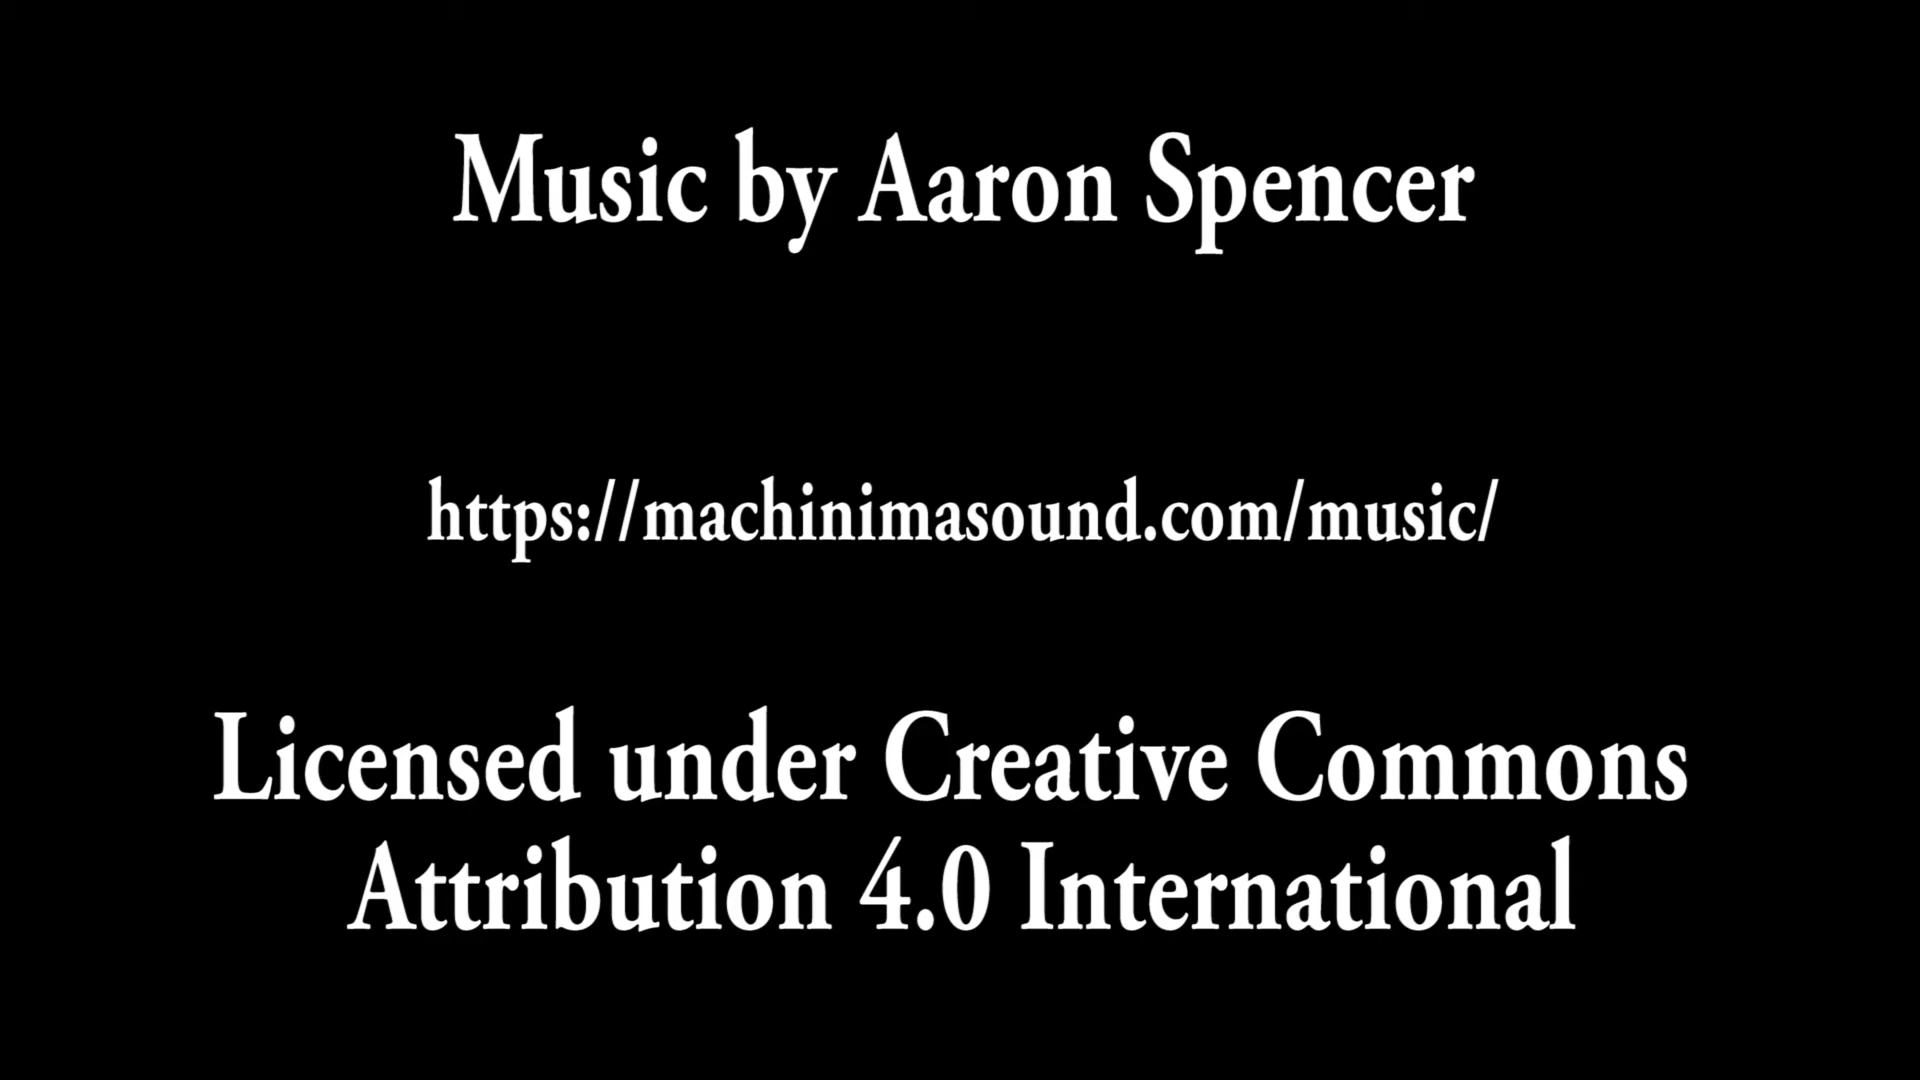 Music by Aaron Spencer
https://machinimasound.com/music/
Licensed under Creative Commons
Attribution 4.0 International